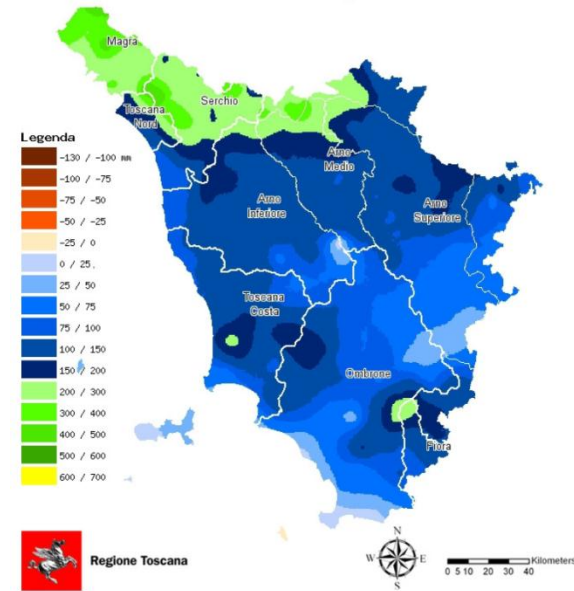 Magra
Serchio
Toscana
Nord
Legenda
-130 / -100 mm
-100 / -75
-75 / -50
-50 / -25
-25 / 0
0 / 25
25 / 50
50 / 75
75 / 100
100 / 150
150 / 200
200 / 300
300 / 400
400 / 500
500 / 600
600 / 700
Arno
Medio
Arno
Inferiore
Arno
Superiore
Toscana
Costa
Ombrone
Fiora
Regione Toscana
N
W E
S
Kilometers
0 5 10 20 30 40